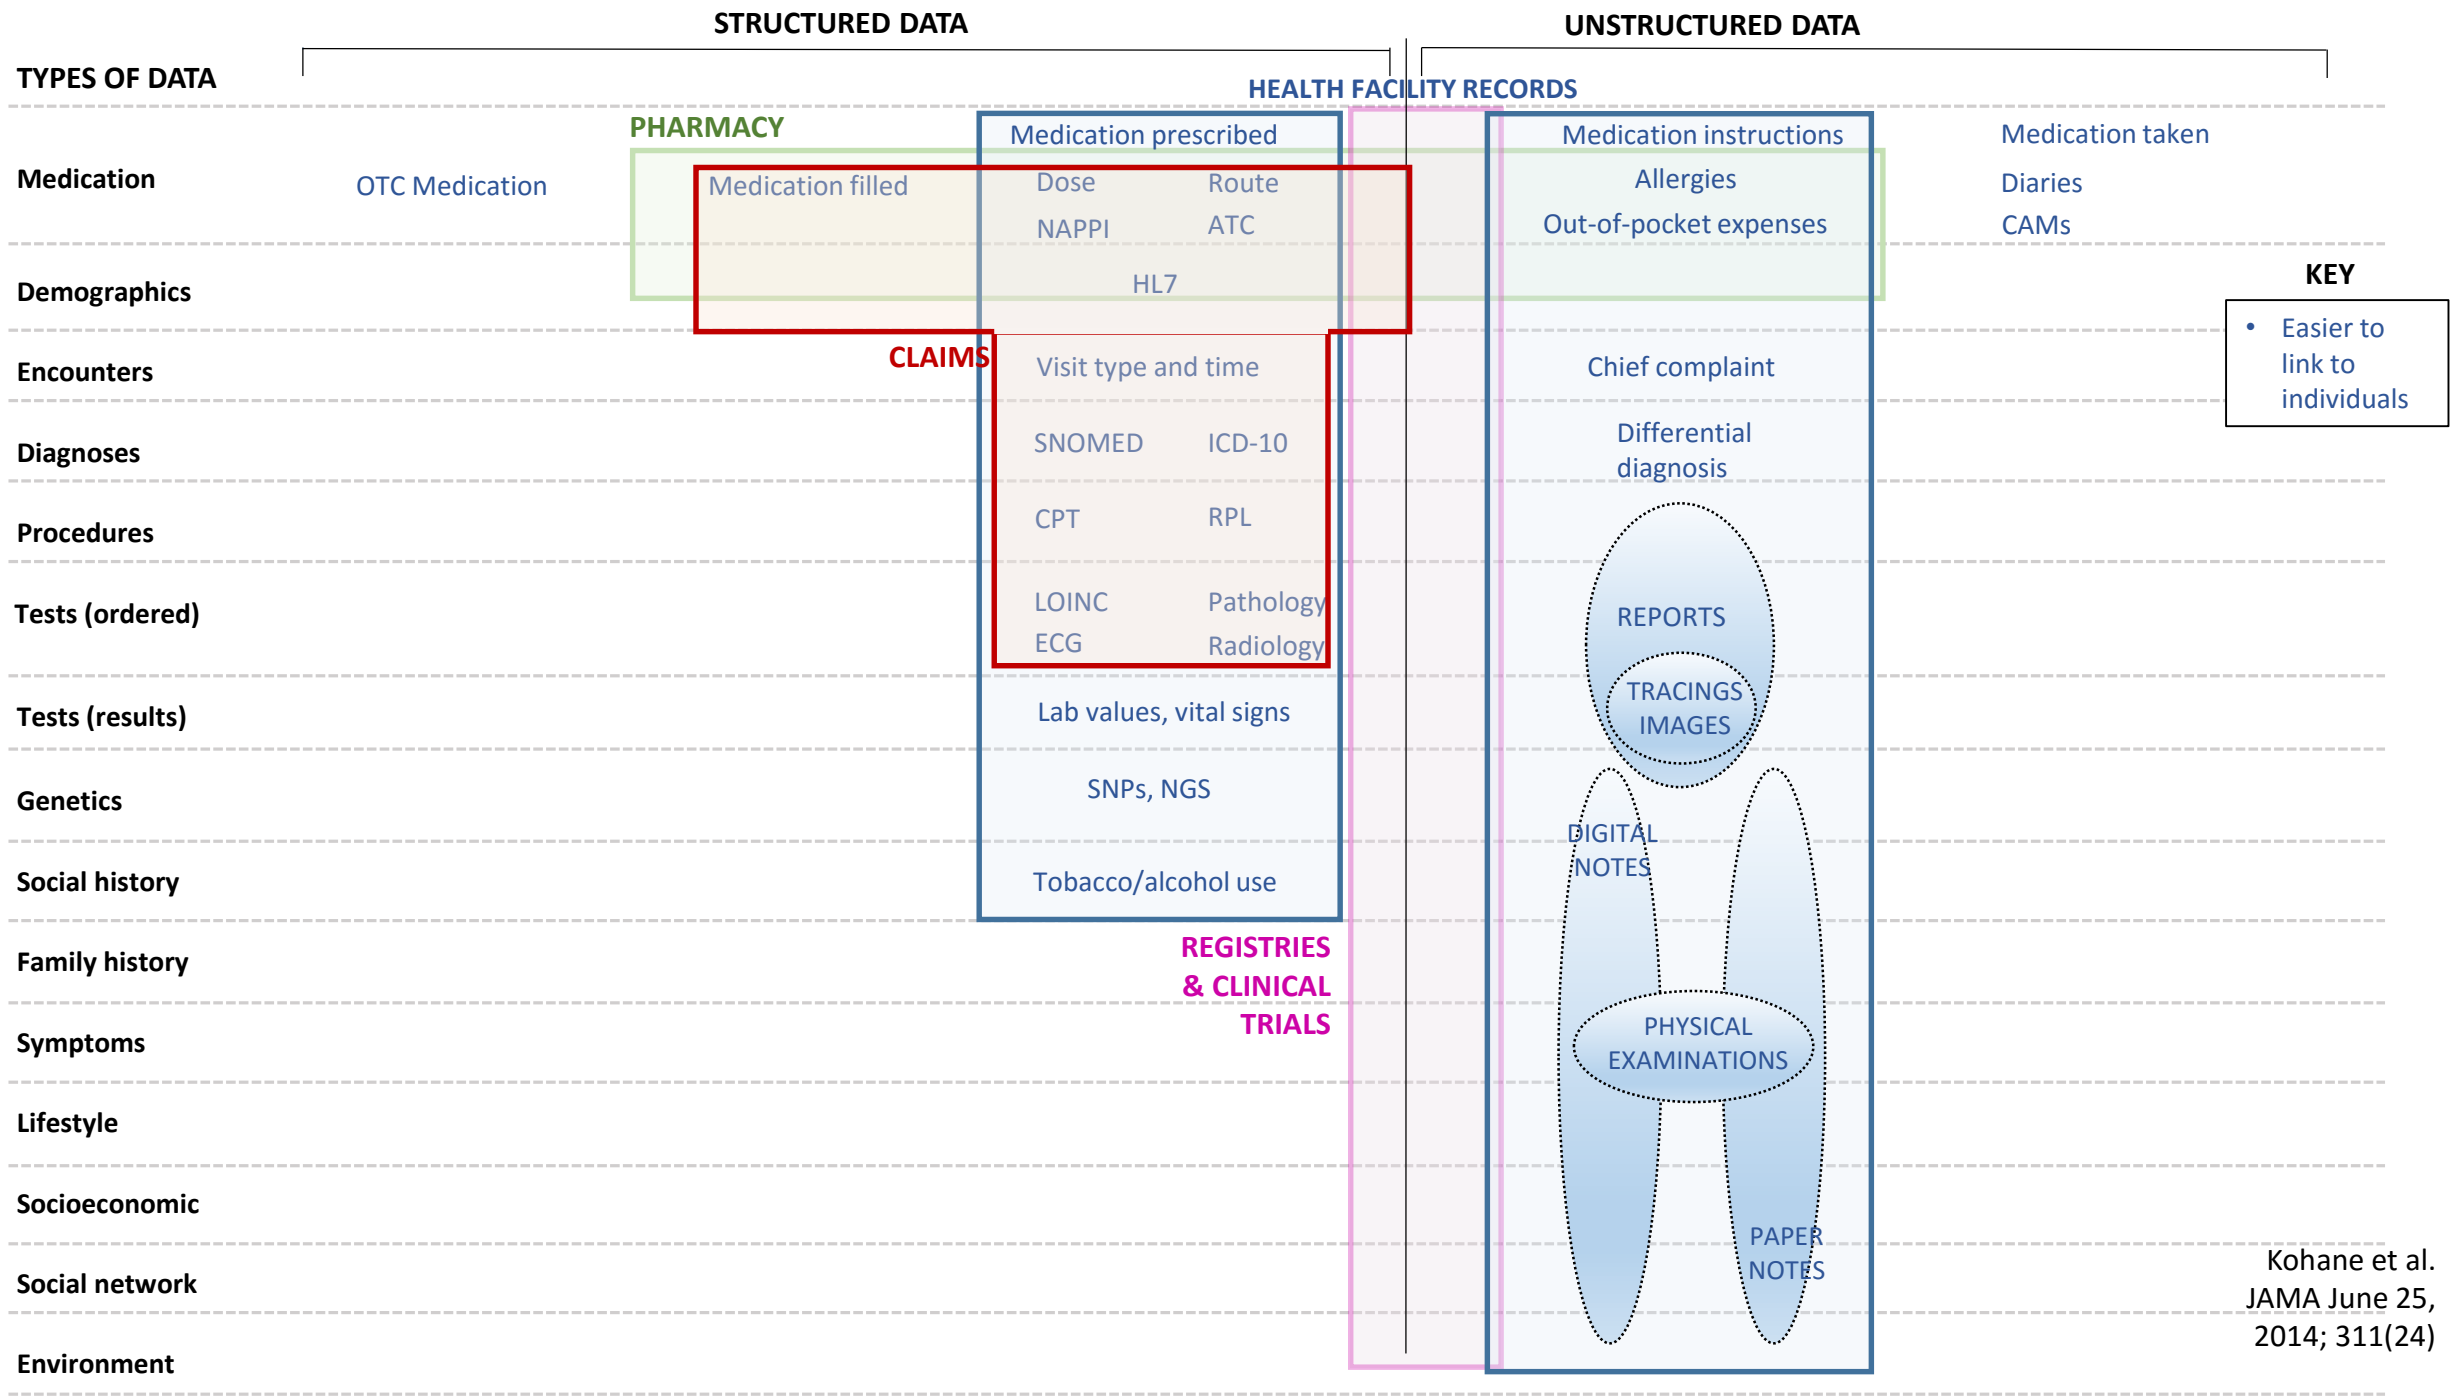 STRUCTURED DATA
UNSTRUCTURED DATA
TYPES OF DATA
HEALTH FACILITY RECORDS
PHARMACY
Medication prescribed
Medication instructions
Medication taken
Medication
OTC Medication
Medication filled
Dose
Route
Allergies
Diaries
NAPPI
ATC
Out-of-pocket expenses
CAMs
Demographics
HL7
KEY
• Easier to
link to
individuals
CLAIMS
Encounters
Visit type and time
Chief complaint
Diagnoses
SNOMED
ICD-10
Differential
diagnosis
Procedures
CPT
RPL
Tests (ordered)
LOINC
Pathology
ECG
Radiology
REPORTS
Tests (results)
Lab values, vital signs
TRACINGS
IMAGES
Genetics
SNPs, NGS
DIGITAL
NOTES
Social history
Tobacco/alcohol use
Family history
REGISTRIES
& CLINICAL
TRIALS
Symptoms
PHYSICAL
EXAMINATIONS
Lifestyle
Socioeconomic
PAPER
NOTES
Social network
Environment
Kohane et al.
JAMA June 25,
2014; 311(24)